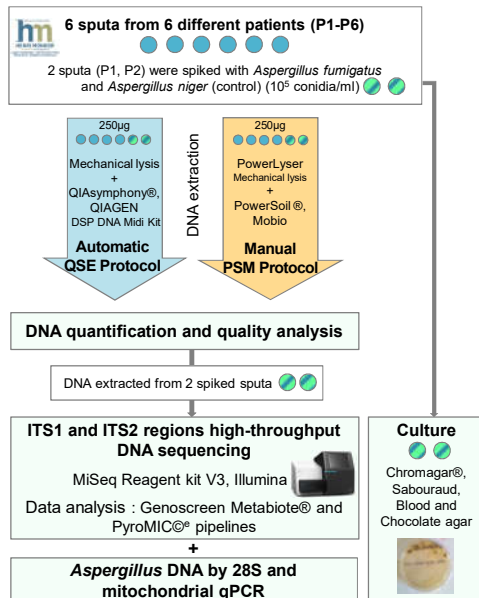 hm
HENRI MONDOR
6 sputa from 6 different patients (P1-P6)
2 sputa (P1, P2) were spiked with Aspergillus fumigatus
and Aspergillus niger (control) (10⁵ conidia/ml)
250µg
Mechanical lysis
+
QIAsymphony®,
QIAGEN
DSP DNA Midi Kit
Automatic
QSE Protocol
DNA extraction
250µg
PowerLyser
Mechanical lysis
+
PowerSoil ®,
Mobio
Manual
PSM Protocol
DNA quantification and quality analysis
DNA extracted from 2 spiked sputa
ITS1 and ITS2 regions high-throughput
DNA sequencing
MiSeq Reagent kit V3, Illumina
Data analysis : Genoscreen Metabiote® and
PyroMIC©ᵉ pipelines
+
Aspergillus DNA by 28S and
mitochondrial qPCR
Culture
Chromagar®,
Sabouraud,
Blood and
Chocolate agar